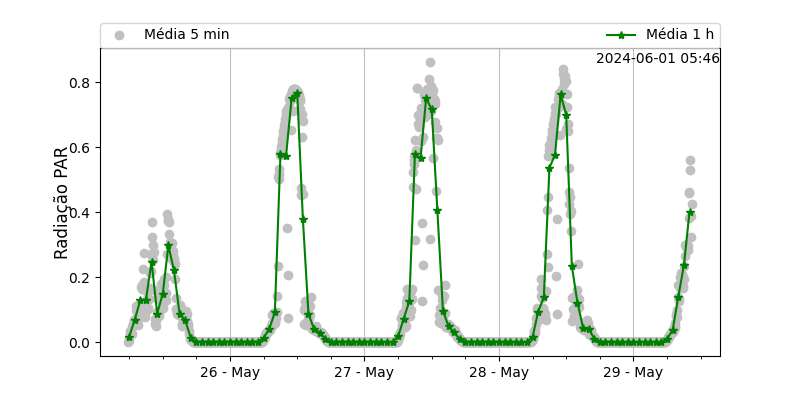 Média 5 min
Média 1 h
2024-06-01 05:46
Radiação PAR
0.8
0.6
0.4
0.2
0.0
26 - May
27 - May
28 - May
29 - May